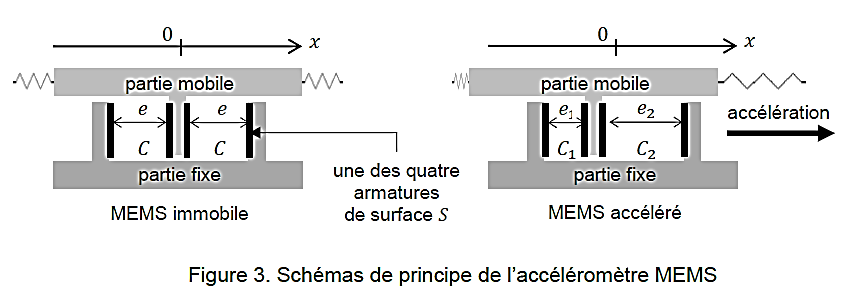 0
x
0
x
partie mobile
partie mobile
e
e
e₁
e₂
accélération
C
C
C₁
C₂
partie fixe
partie fixe
une des quatre
armatures
de surface S
MEMS immobile
MEMS accéléré
Figure 3. Schémas de principe de l'accéléromètre MEMS